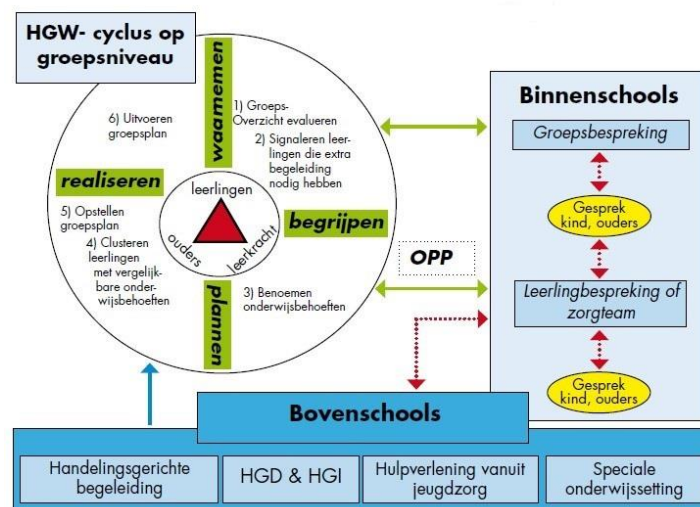 HGW- cyclus op
groepsniveau
waarnemen
1) Groeps-
Overzicht evalueren
2) Signaleren leer-
lingen die extra
begeleiding
nodig hebben
begrijpen
3) Benoemen
onderwijsbehoeften
plannen
4) Clusteren
leerlingen
met vergelijk-
bare onder-
wijsbehoeften
5) Opstellen
groepsplan
realiseren
6) Uitvoeren
groepsplan
leerlingen
ouders
leerkracht
OPP
Binnenschools
Groepsbespreking
Gesprek
kind, ouders
Leerlingbespreking of
zorgteam
Gesprek
kind, ouders
Bovenschools
Handelingsgerichte
begeleiding
HGD & HGI
Hulpverlening vanuit
jeugdzorg
Speciale
onderwijssetting